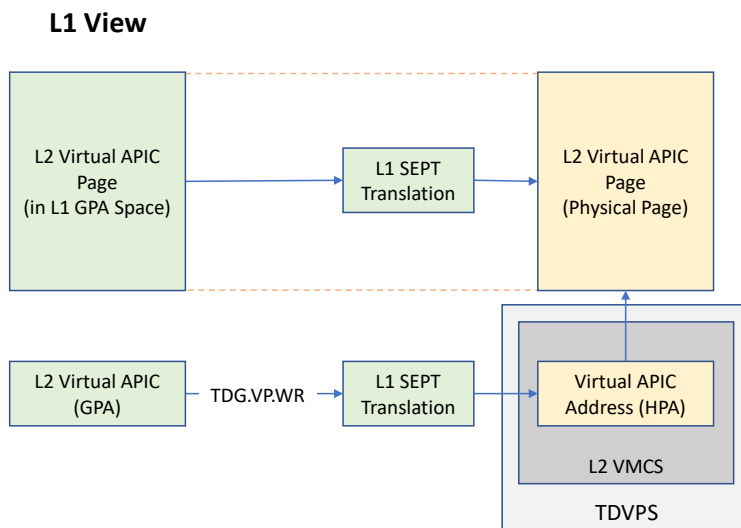 L1 View
L2 Virtual APIC
Page
(in L1 GPA Space)
L1 SEPT
Translation
L2 Virtual APIC
Page
(Physical Page)
L2 Virtual APIC
(GPA)
TDG.VP.WR
L1 SEPT
Translation
Virtual APIC
Address (HPA)
L2 VMCS
TDVPS